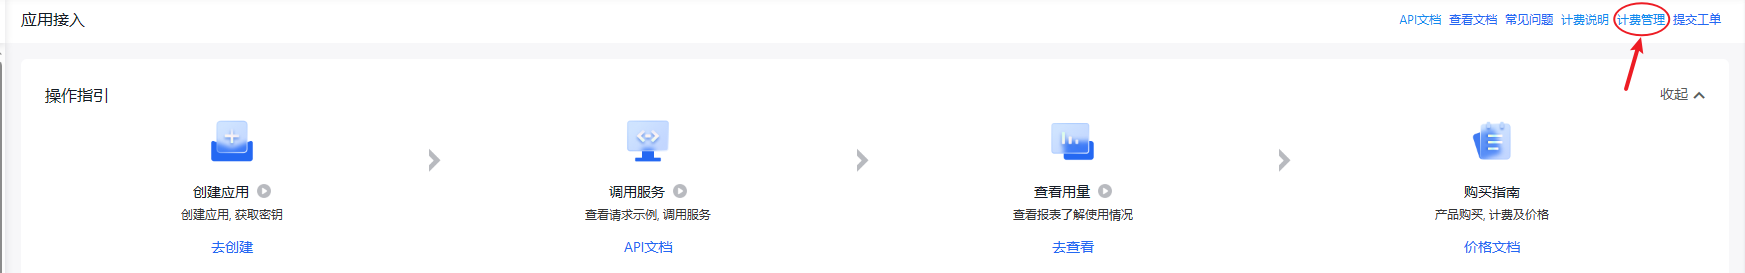 应用接入
API文档 查看文档 常见问题 计费说明 计费管理 提交工单
操作指引
收起
创建应用
创建应用, 获取密钥
去创建
调用服务
查看请求示例, 调用服务
API文档
查看用量
查看报表了解使用情况
去查看
购买指南
产品购买, 计费及价格
价格文档